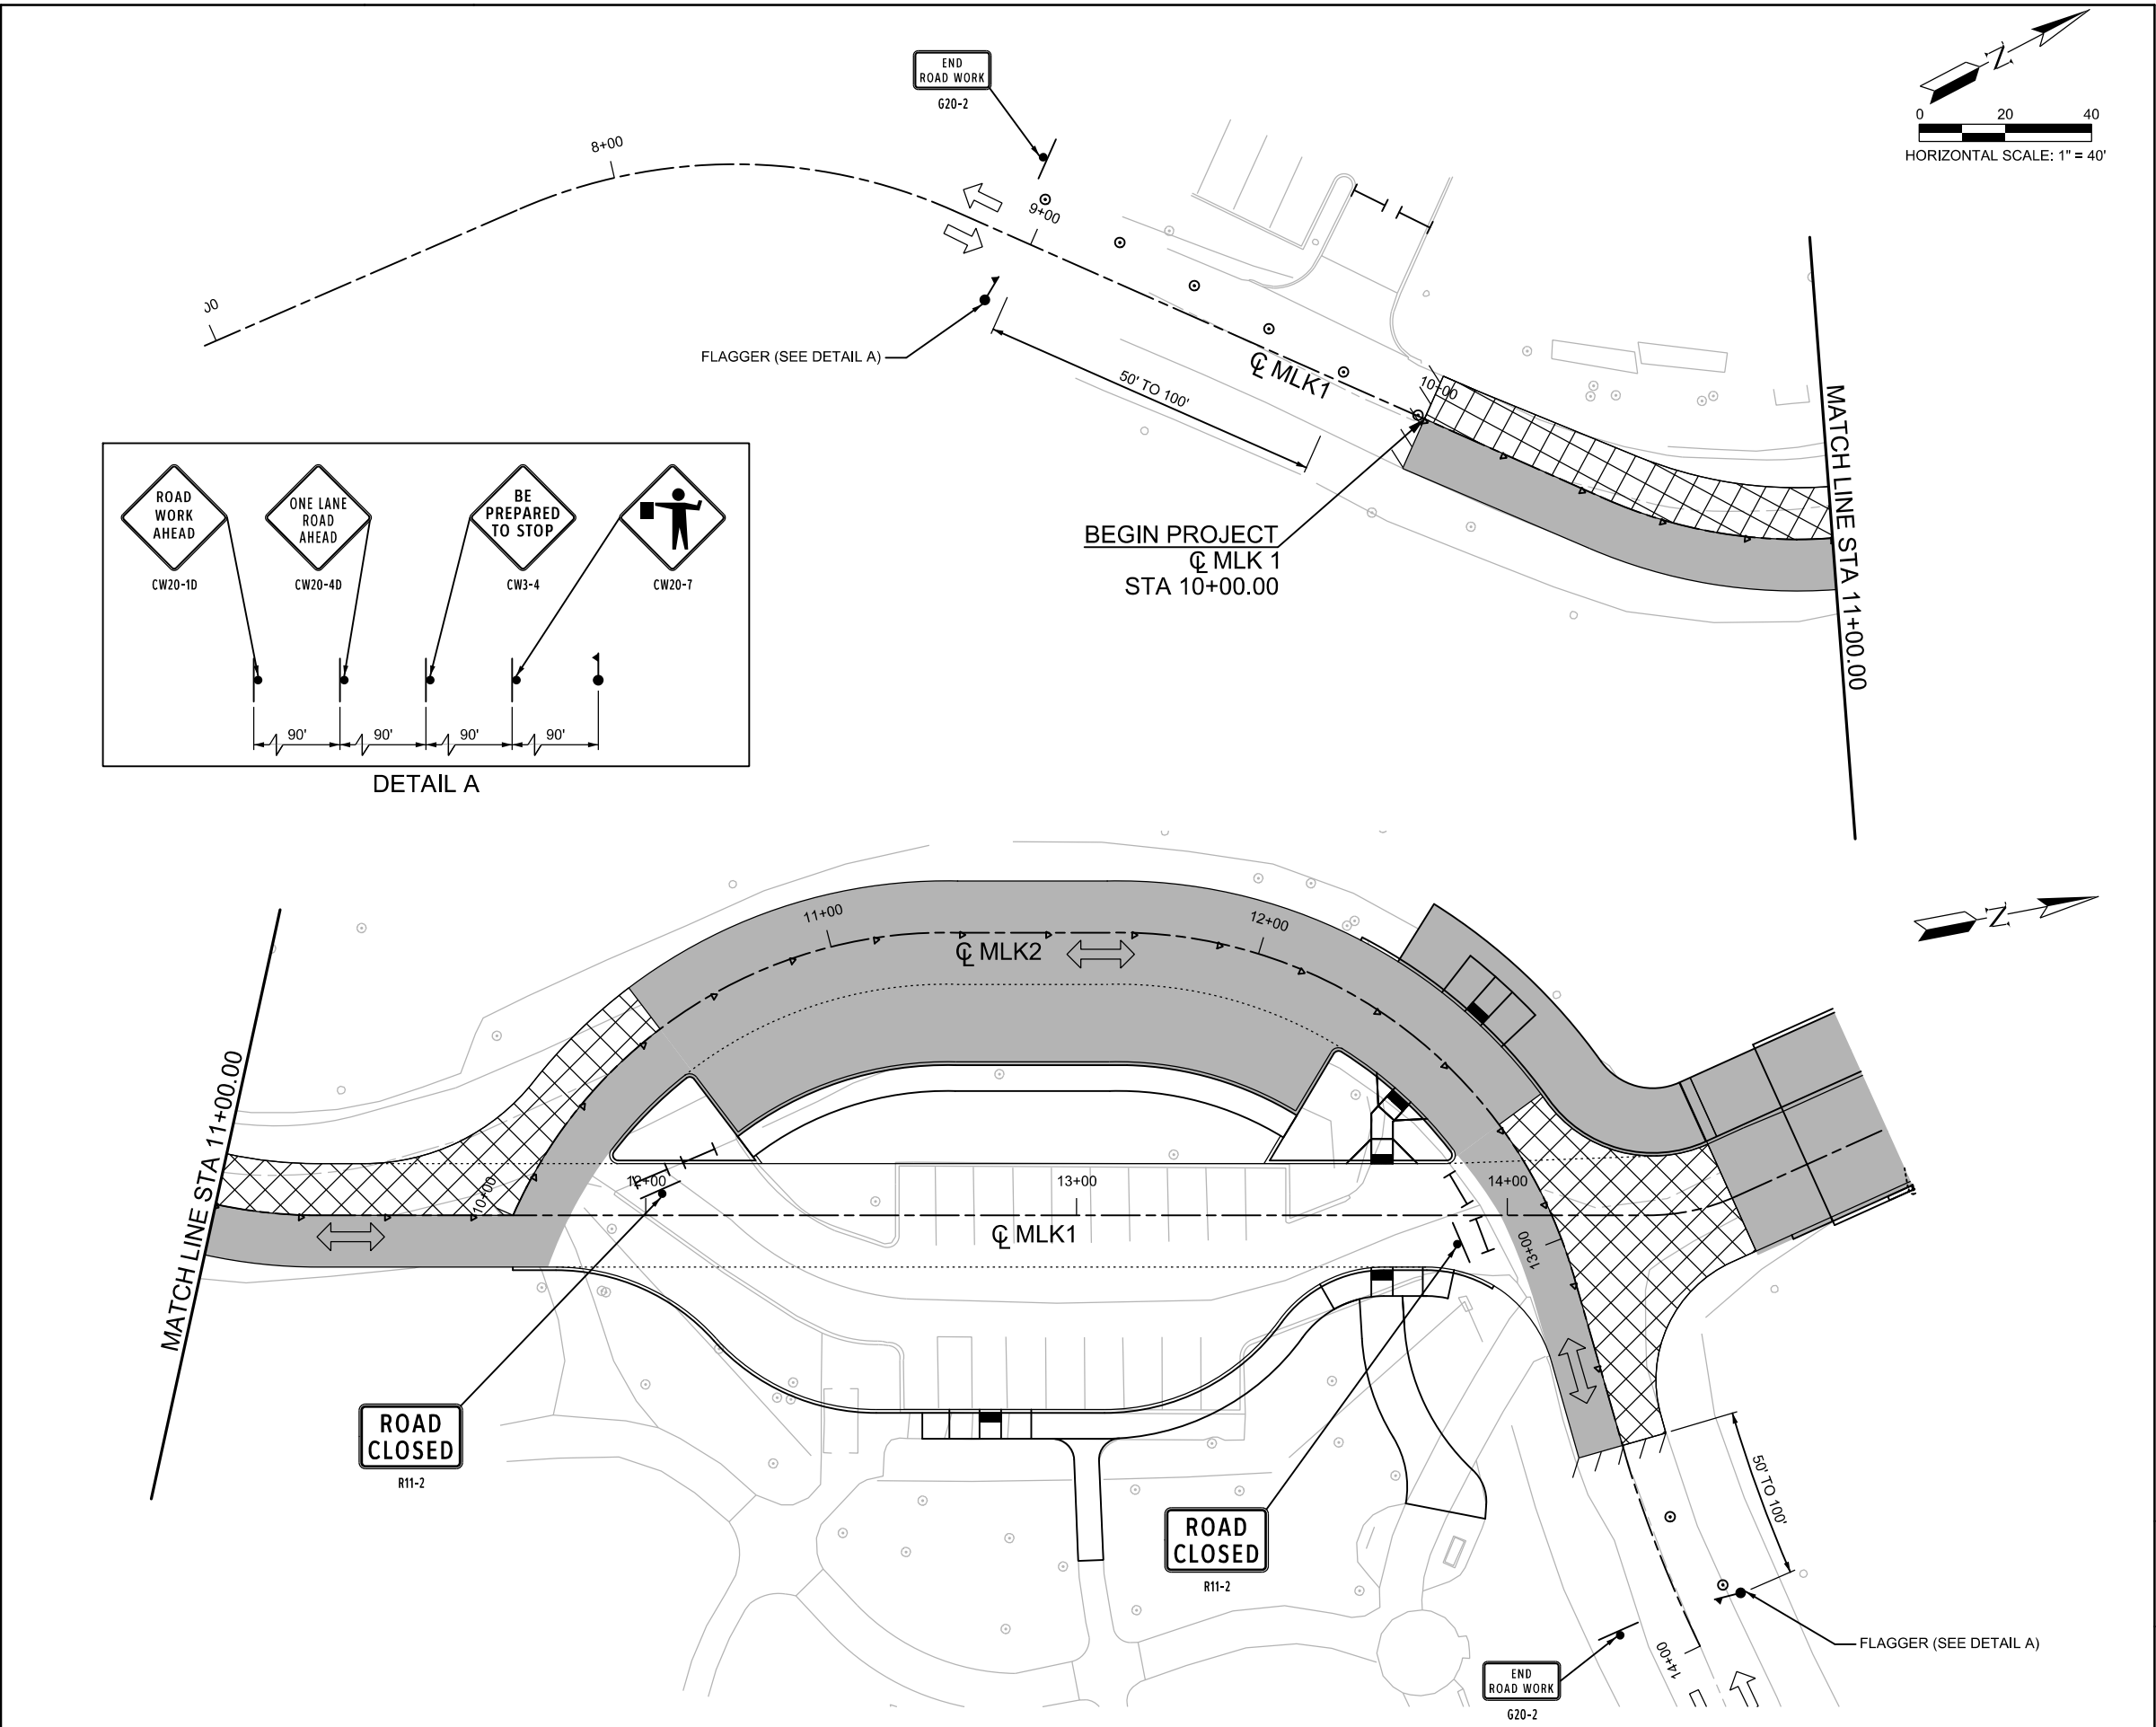 END
ROAD WORK
G20-2
N
0 20 40
HORIZONTAL SCALE: 1" = 40'
8+00
9+00
00
FLAGGER (SEE DETAIL A)
50' TO 100'
℄ MLK1
10+00
MATCH LINE STA 11+00.00
BEGIN PROJECT
℄ MLK 1
STA 10+00.00
ROAD
WORK
AHEAD
CW20-1D
ONE LANE
ROAD
AHEAD
CW20-4D
BE
PREPARED
TO STOP
CW3-4
CW20-7
90' 90' 90' 90'
DETAIL A
N
11+00
12+00
℄ MLK2
MATCH LINE STA 11+00.00
10+00
12+00
13+00
14+00
℄ MLK1
13+00
ROAD
CLOSED
R11-2
ROAD
CLOSED
R11-2
50' TO 100'
FLAGGER (SEE DETAIL A)
14+00
END
ROAD WORK
G20-2